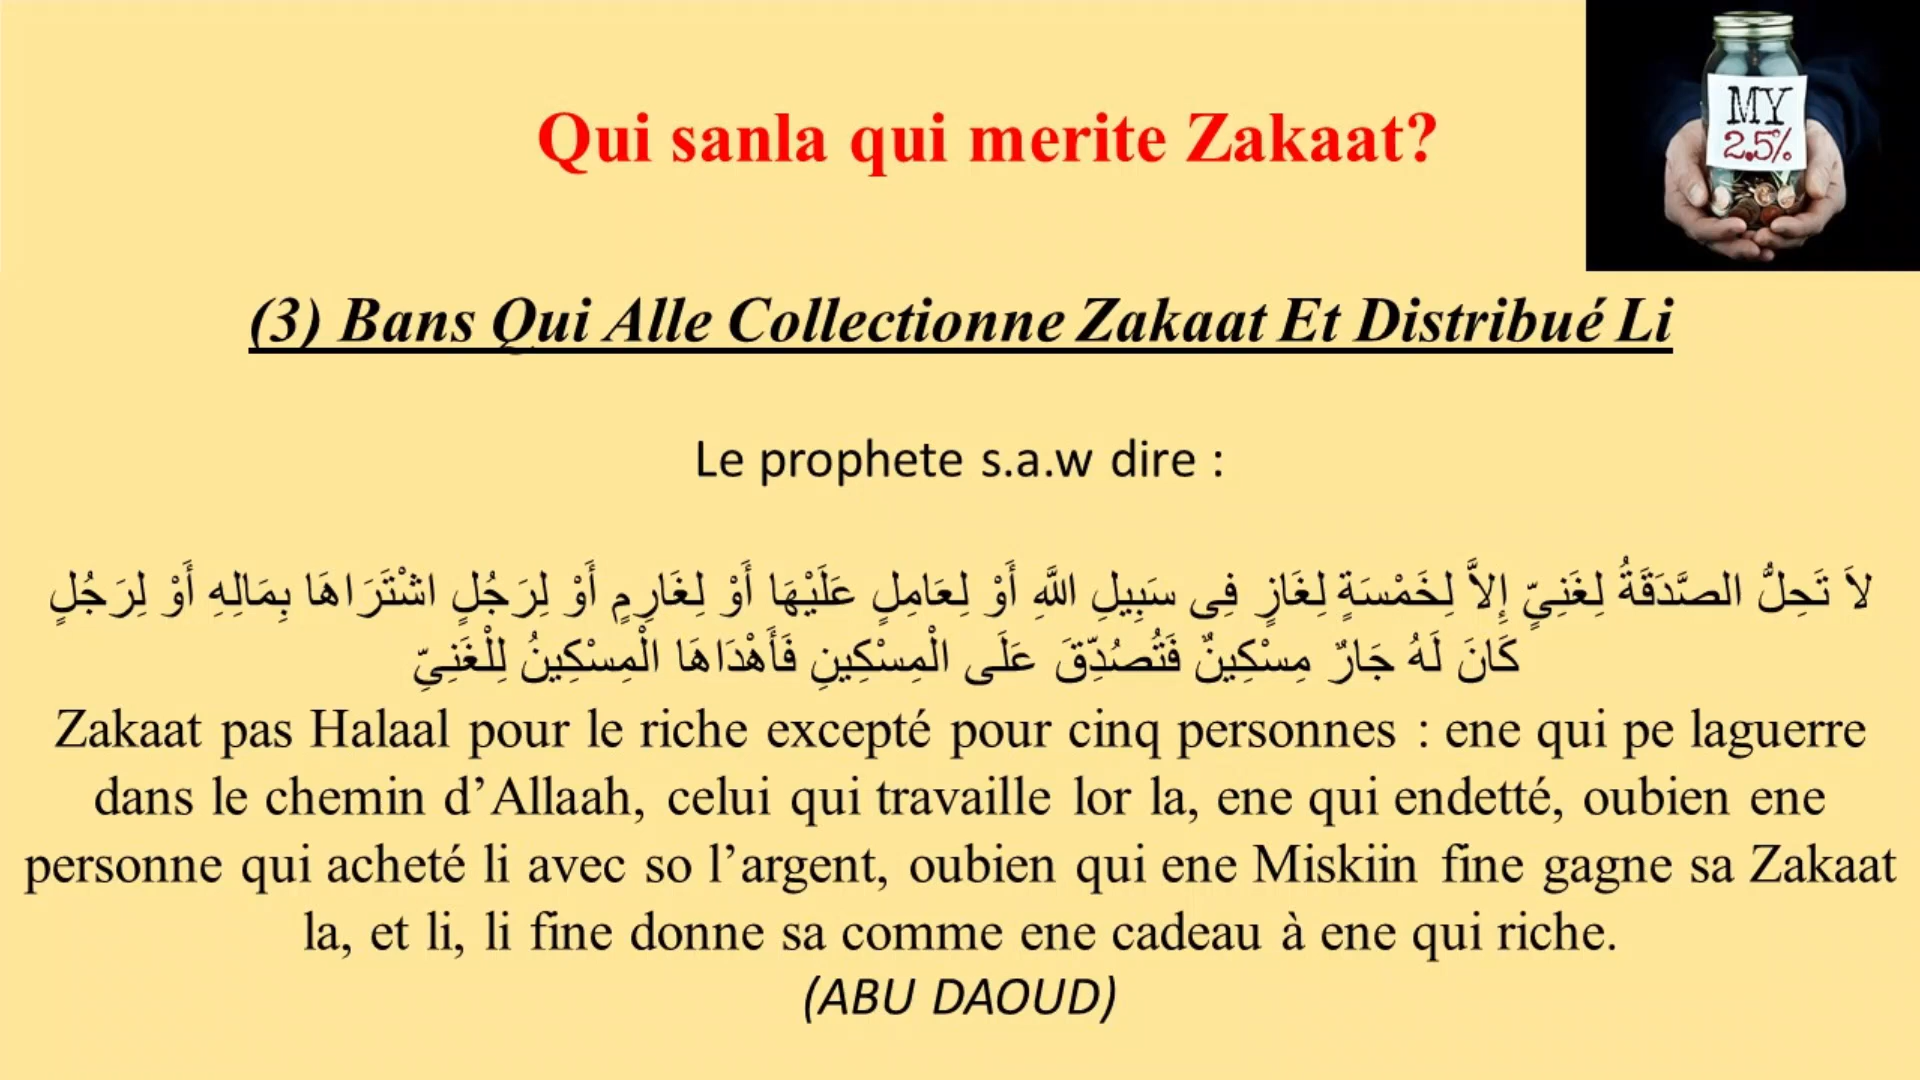 MY
2.5%
Qui sanla qui merite Zakaat?
(3) Bans Qui Alle Collectionne Zakaat Et Distribué Li
Le prophete s.a.w dire :
لاَ تَحِلُّ الصَّدَقَةُ لِغَنِىٍّ إِلاَّ لِخَمْسَةٍ لِغَازٍ فِى سَبِيلِ اللَّهِ أَوْ لِعَامِلٍ عَلَيْهَا أَوْ لِغَارِمٍ أَوْ لِرَجُلٍ اشْتَرَاهَا بِمَالِهِ أَوْ لِرَجُلٍ
كَانَ لَهُ جَارٌ مِسْكِينٌ فَتُصُدِّقَ عَلَى الْمِسْكِينِ فَأَهْدَاهَا الْمِسْكِينُ لِلْغَنِىِّ
Zakaat pas Halaal pour le riche excepté pour cinq personnes : ene qui pe laguerre
dans le chemin d’Allaah, celui qui travaille lor la, ene qui endetté, oubien ene
personne qui acheté li avec so l’argent, oubien qui ene Miskiin fine gagne sa Zakaat
la, et li, li fine donne sa comme ene cadeau à ene qui riche.
(ABU DAOUD)